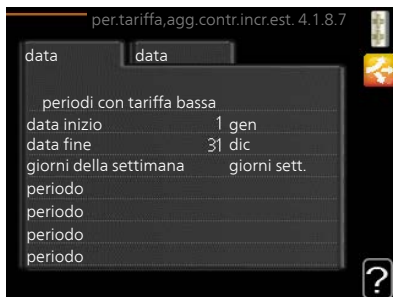 per.tariffa,agg.contr.incr.est. 4.1.8.7
data data
periodi con tariffa bassa
data inizio 1 gen
data fine 31 dic
giorni della settimana giorni sett.
periodo
periodo
periodo
periodo
?